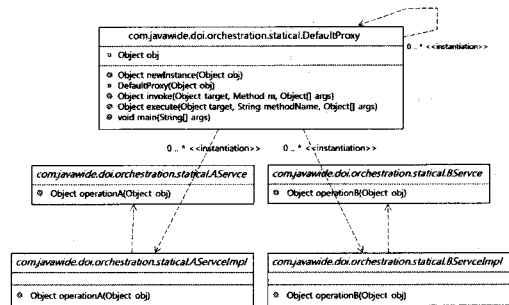 com.javawide.doi.orchestration.statical.DefaultProxy
Object obj
Object newInstance(Object obj)
DefaultProxy(Object obj)
Object invoke(Object target, Method m, Object[] args)
Object execute(Object target, String methodName, Object[] args)
void main(String[] args)
0 .. * <<instantiation>>
0 .. * <<instantiation>>
0 .. * <<instantiation>>
com.javawide.doi.orchestration.statical.AServce
Object operationA(Object obj)
com.javawide.doi.orchestration.statical.BServce
Object operationB(Object obj)
com.javawide.doi.orchestration.statical.AServceImpl
Object operationA(Object obj)
com.javawide.doi.orchestration.statical.BServceImpl
Object operationB(Object obj)